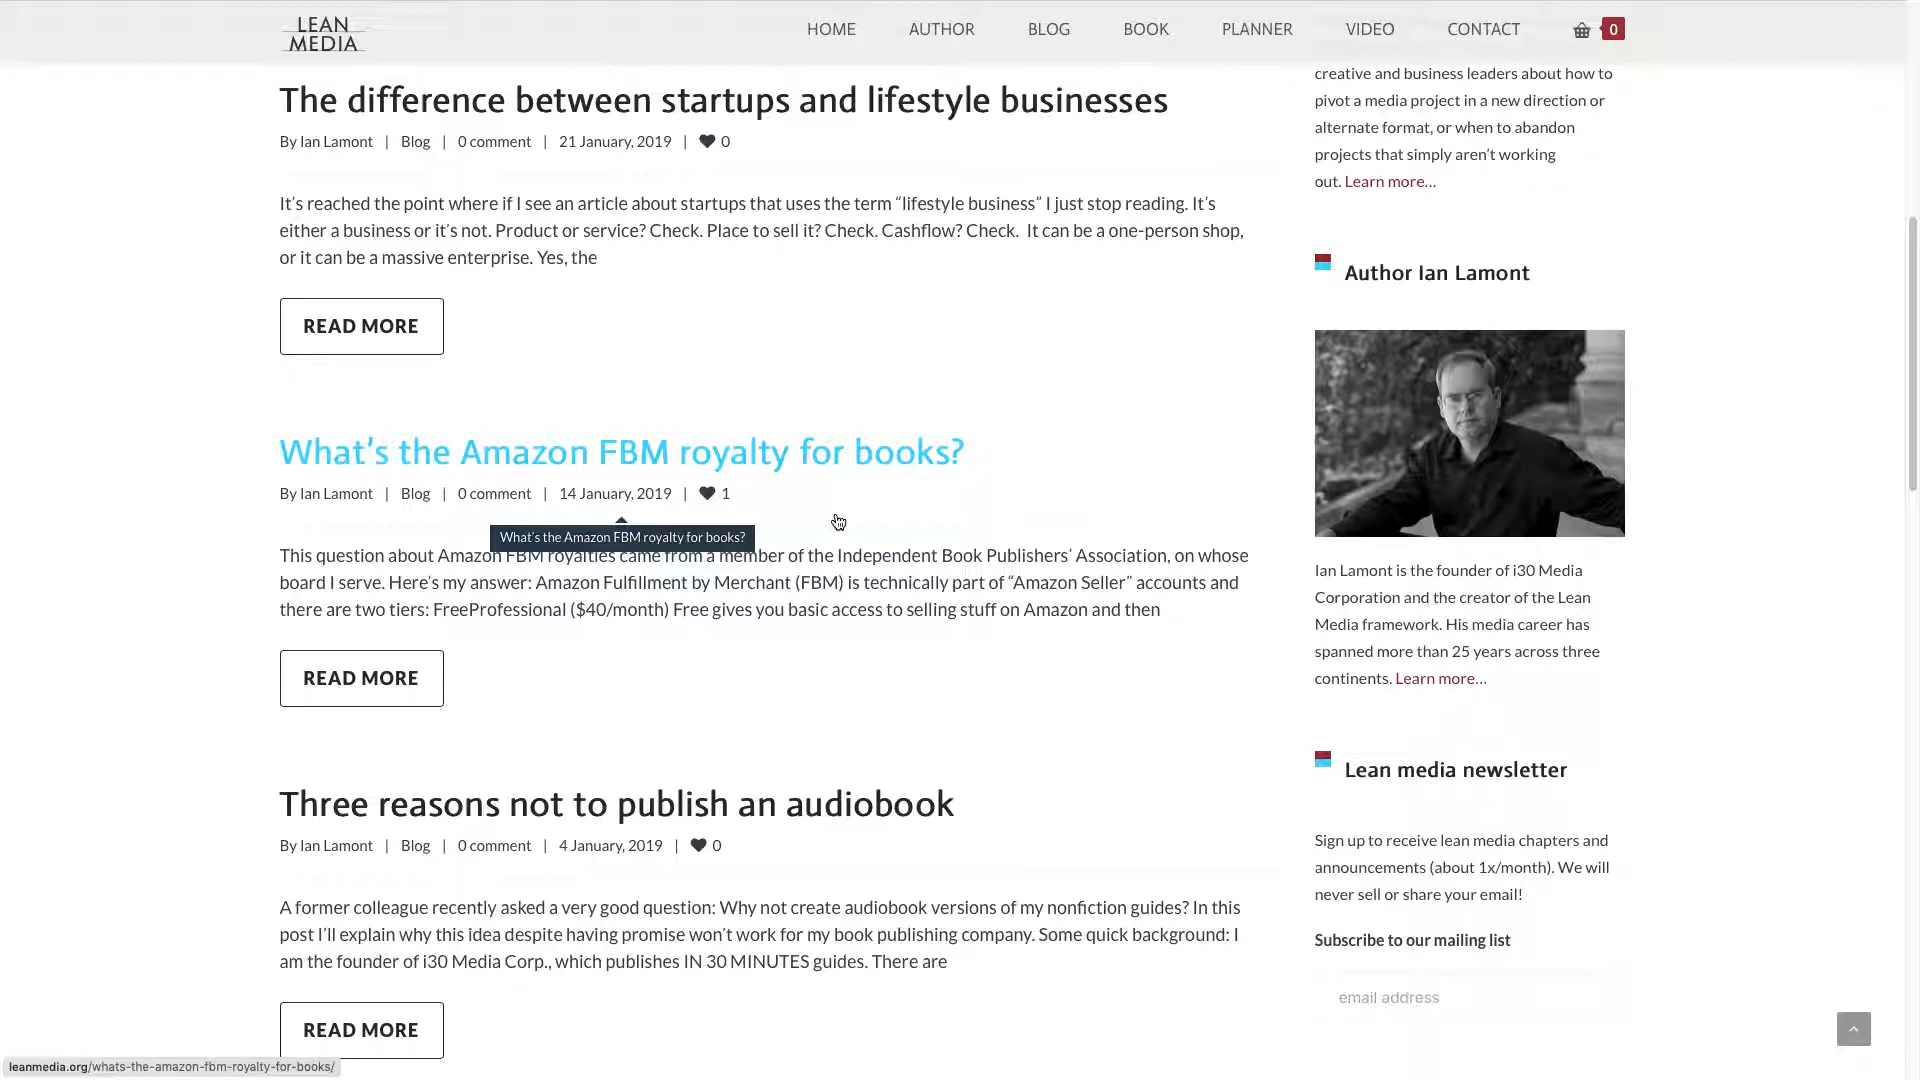 LEAN
MEDIA
HOME AUTHOR BLOG BOOK PLANNER VIDEO CONTACT 0
The difference between startups and lifestyle businesses
By Ian Lamont | Blog | 0 comment | 21 January, 2019 | 0
It’s reached the point where if I see an article about startups that uses the term “lifestyle business” I just stop reading. It’s
either a business or it’s not. Product or service? Check. Place to sell it? Check. Cashflow? Check. It can be a one-person shop,
or it can be a massive enterprise. Yes, the
READ MORE
What’s the Amazon FBM royalty for books?
By Ian Lamont | Blog | 0 comment | 14 January, 2019 | 1
What’s the Amazon FBM royalty for books?
This question about Amazon FBM royalties came from a member of the Independent Book Publishers’ Association, on whose
board I serve. Here’s my answer: Amazon Fulfillment by Merchant (FBM) is technically part of “Amazon Seller” accounts and
there are two tiers: FreeProfessional ($40/month) Free gives you basic access to selling stuff on Amazon and then
READ MORE
Three reasons not to publish an audiobook
By Ian Lamont | Blog | 0 comment | 4 January, 2019 | 0
A former colleague recently asked a very good question: Why not create audiobook versions of my nonfiction guides? In this
post I’ll explain why this idea despite having promise won’t work for my book publishing company. Some quick background: I
am the founder of i30 Media Corp., which publishes IN 30 MINUTES guides. There are
READ MORE
creative and business leaders about how to
pivot a media project in a new direction or
alternate format, or when to abandon
projects that simply aren’t working
out. Learn more…
Author Ian Lamont
Ian Lamont is the founder of i30 Media
Corporation and the creator of the Lean
Media framework. His media career has
spanned more than 25 years across three
continents. Learn more…
Lean media newsletter
Sign up to receive lean media chapters and
announcements (about 1x/month). We will
never sell or share your email!
Subscribe to our mailing list
email address
leanmedia.org/whats-the-amazon-fbm-royalty-for-books/